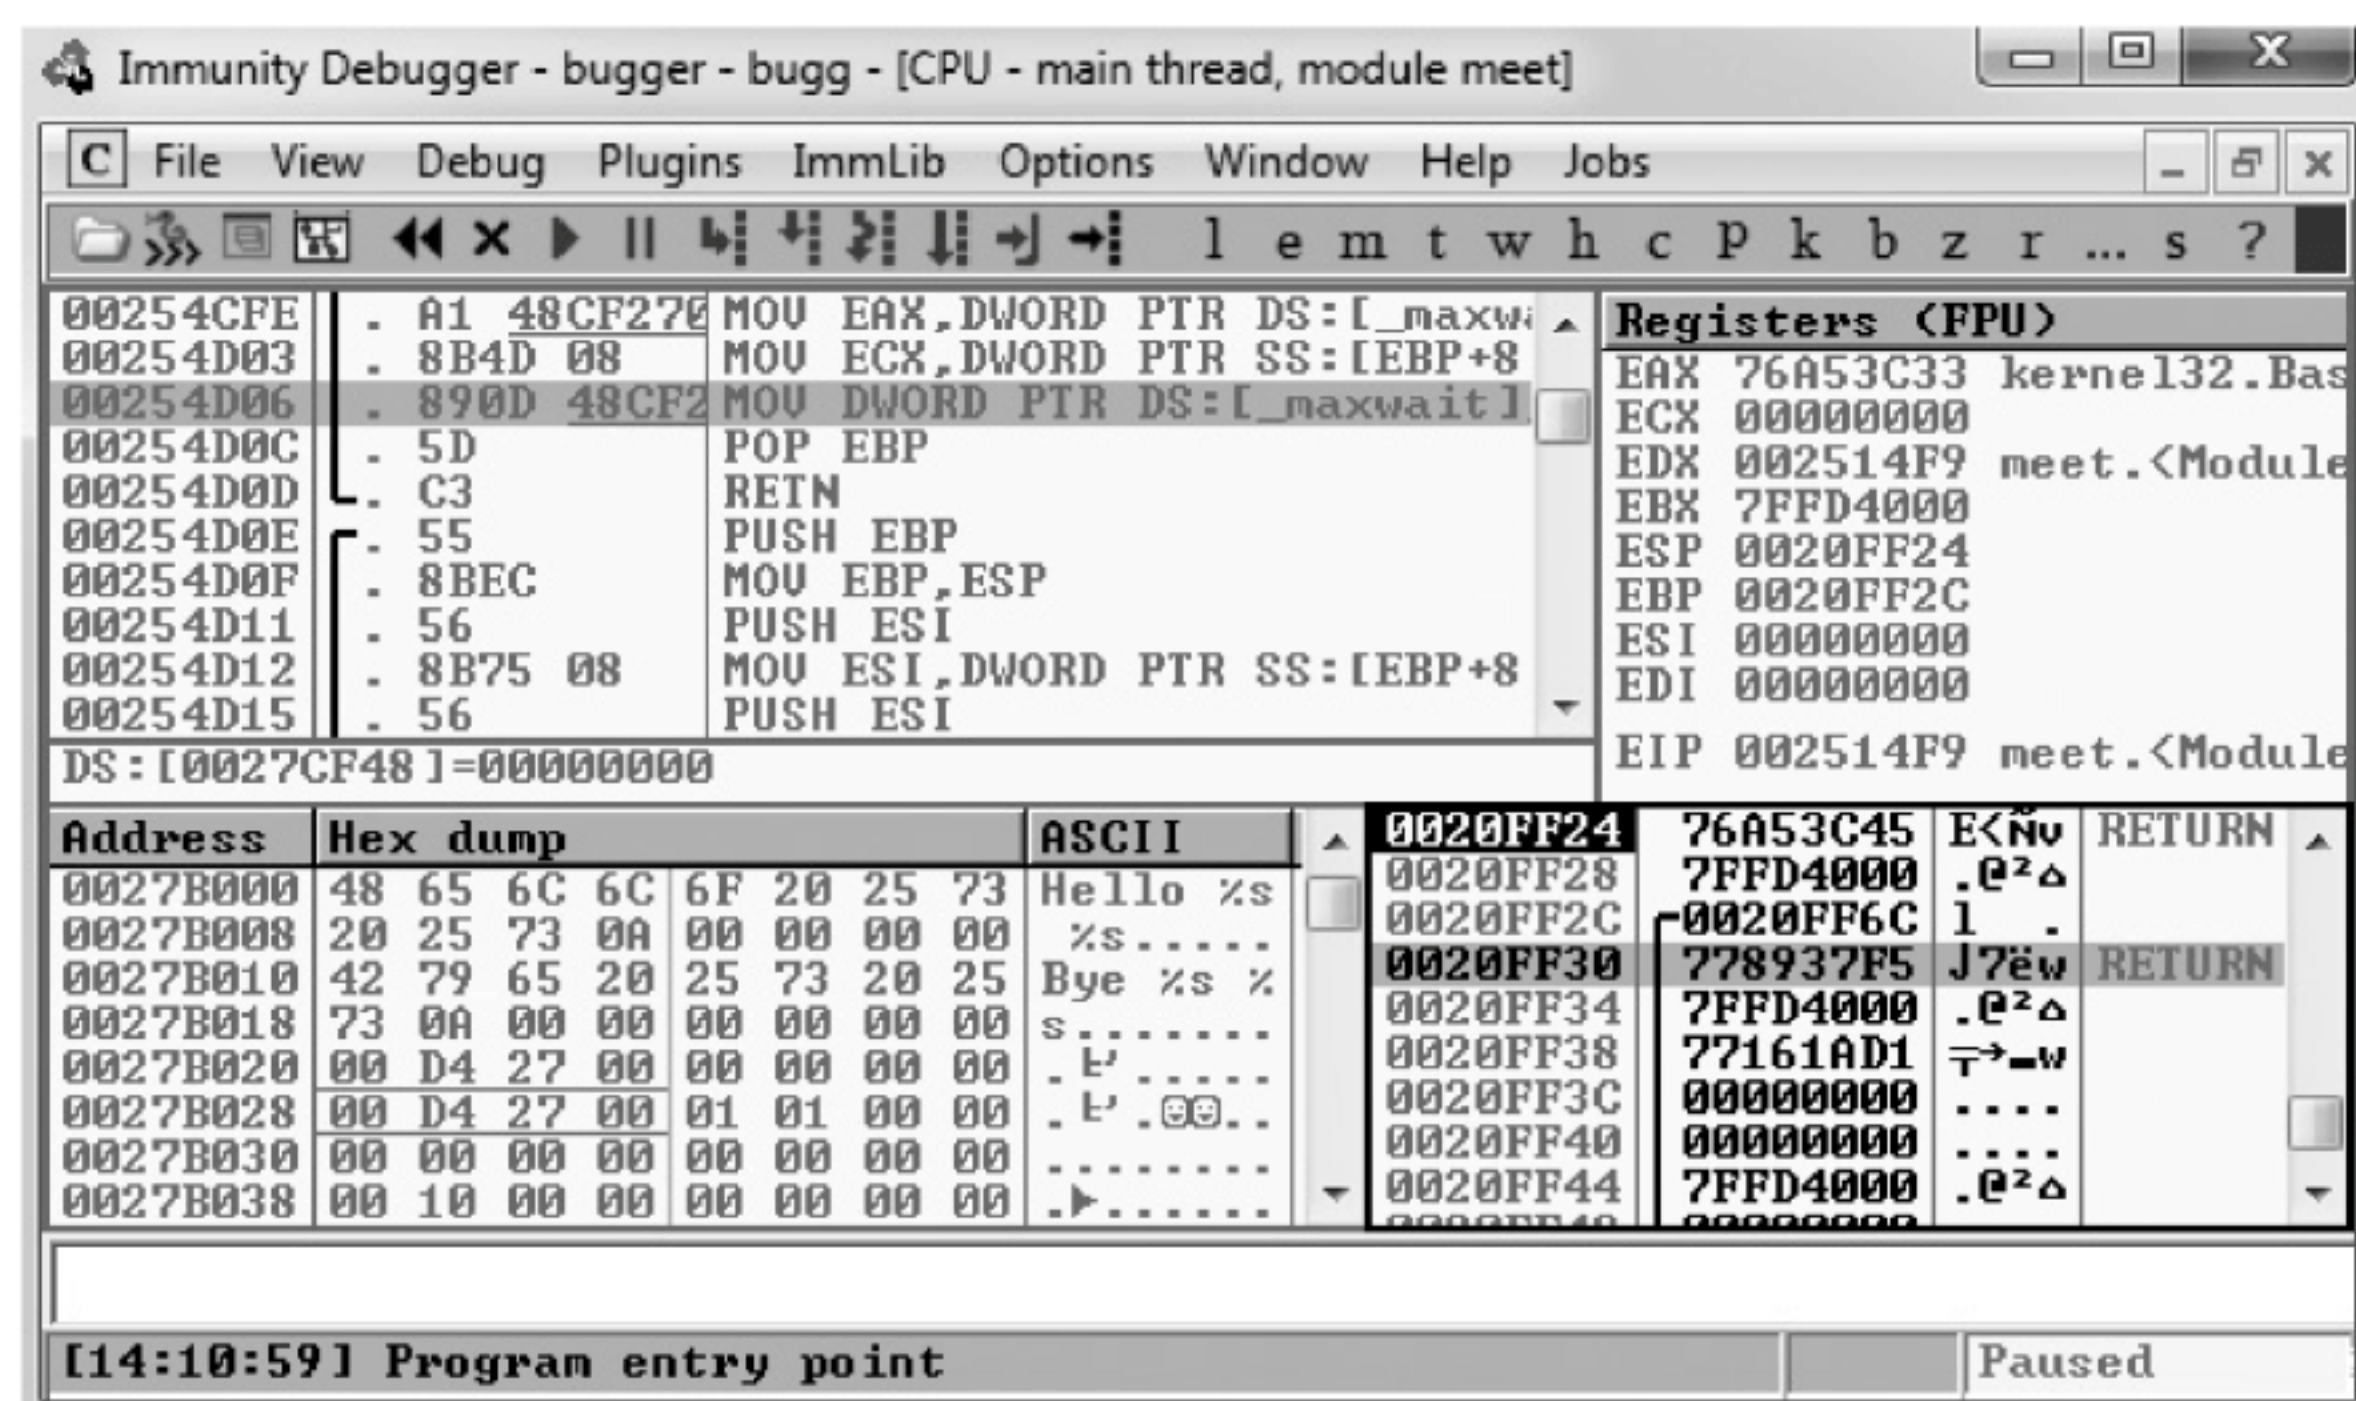 Immunity Debugger - bugger - bugg - [CPU - main thread, module meet]
C File View Debug Plugins ImmLib Options Window Help Jobs
l e m t w h c P k b z r ... s ?
00254CFE . A1 48CF270 MOV EAX,DWORD PTR DS:[_maxwa
00254D03 . 8B4D 08 MOV ECX,DWORD PTR SS:[EBP+8
00254D06 . 890D 48CF2 MOV DWORD PTR DS:[_maxwait]
00254D0C . 5D POP EBP
00254D0D . C3 RETN
00254D0E . 55 PUSH EBP
00254D0F . 8BEC MOV EBP,ESP
00254D11 . 56 PUSH ESI
00254D12 . 8B75 08 MOV ESI,DWORD PTR SS:[EBP+8
00254D15 . 56 PUSH ESI
DS:[0027CF48]=00000000
Registers (FPU)
EAX 76A53C33 kernel32.Bas
ECX 00000000
EDX 002514F9 meet.<Module
EBX 7FFD4000
ESP 0020FF24
EBP 0020FF2C
ESI 00000000
EDI 00000000
EIP 002514F9 meet.<Module
Address Hex dump ASCII
0027B000 48 65 6C 6C 6F 20 25 73 Hello %s
0027B008 20 25 73 0A 00 00 00 00 %s.....
0027B010 42 79 65 20 25 73 20 25 Bye %s %
0027B018 73 0A 00 00 00 00 00 00 s.......
0027B020 00 D4 27 00 00 00 00 00
0027B028 00 D4 27 00 01 01 00 00
0027B030 00 00 00 00 00 00 00 00 ........
0027B038 00 10 00 00 00 00 00 00 .►......
0020FF24 76A53C45 E<Ñv RETURN
0020FF28 7FFD4000 .@²⌂
0020FF2C 0020FF6C l .
0020FF30 778937F5 J7ëw RETURN
0020FF34 7FFD4000 .@²⌂
0020FF38 77161AD1 ╤→▬w
0020FF3C 00000000 ....
0020FF40 00000000 ....
0020FF44 7FFD4000 .@²⌂
[14:10:59] Program entry point
Paused